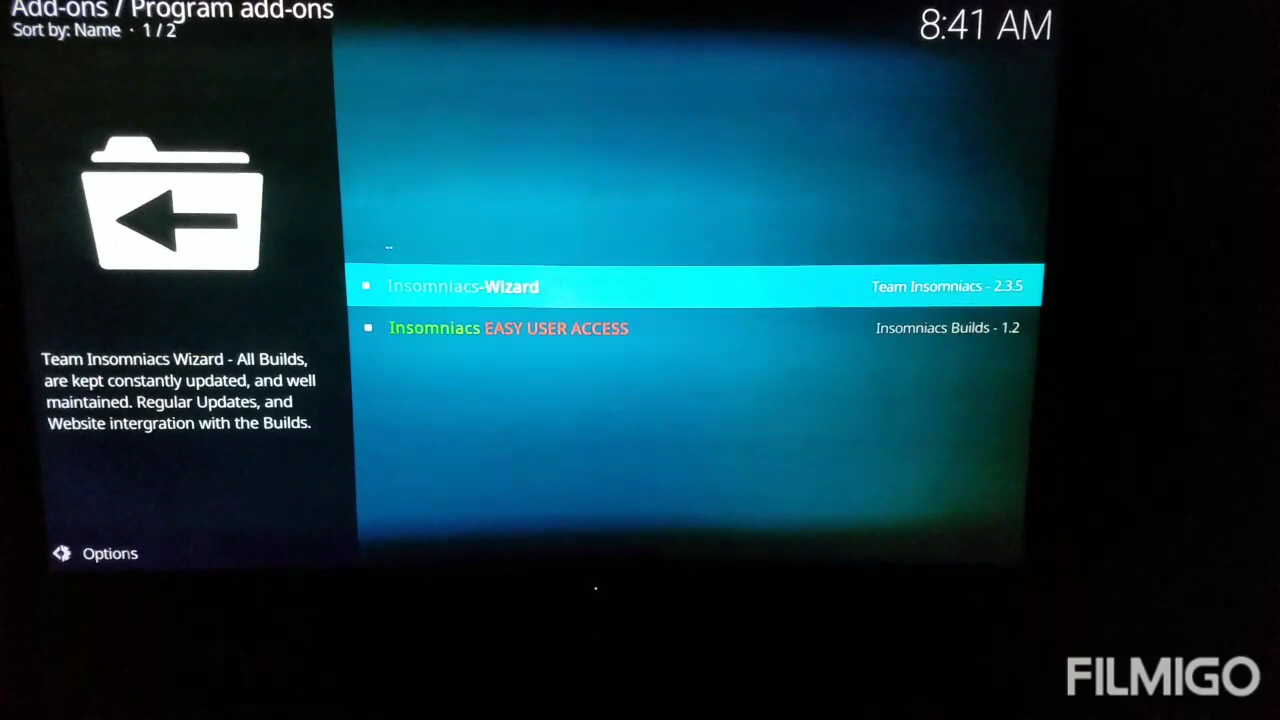 Add-ons / Program add-ons
Sort by: Name · 1 / 2
8:41 AM
..
Insomniacs-Wizard
Team Insomniacs - 2.3.5
Insomniacs EASY USER ACCESS
Insomniacs Builds - 1.2
Team Insomniacs Wizard - All Builds,
are kept constantly updated, and well
maintained. Regular Updates, and
Website intergration with the Builds.
Options
FILMIGO